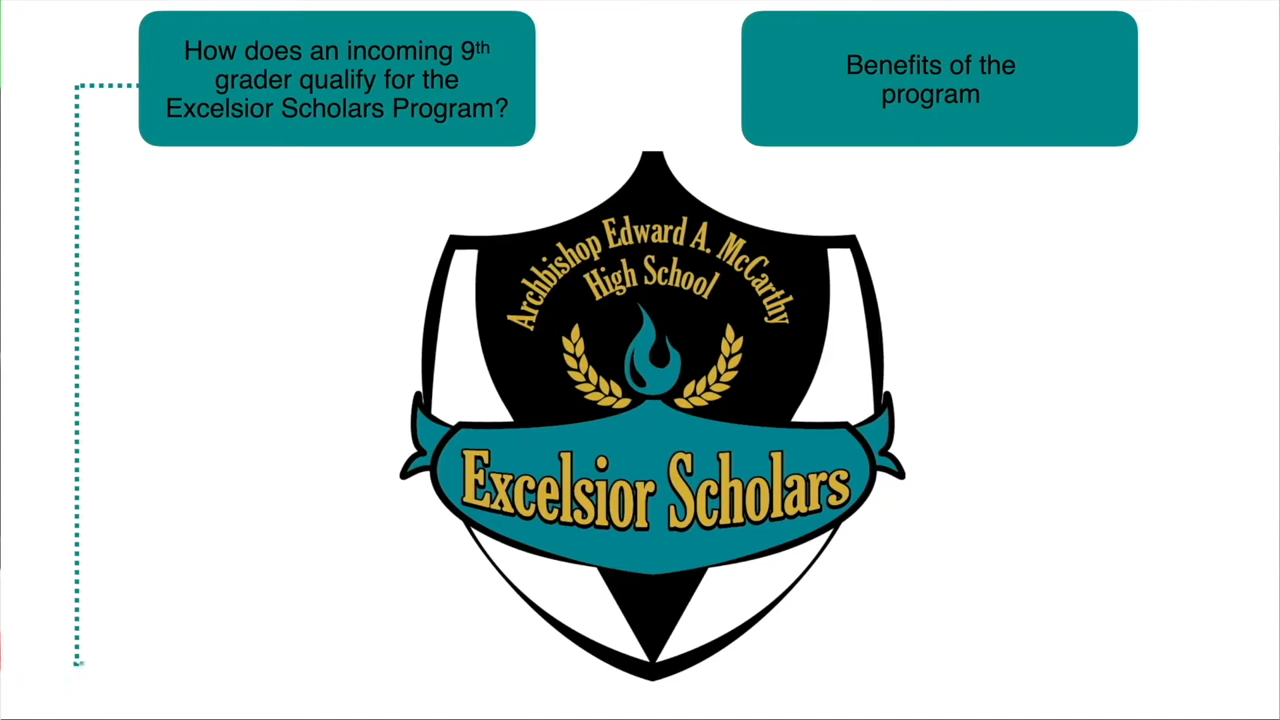 How does an incoming 9th
grader qualify for the
Excelsior Scholars Program?
Benefits of the
program
Archbishop Edward A. McCarthy
High School
Excelsior Scholars